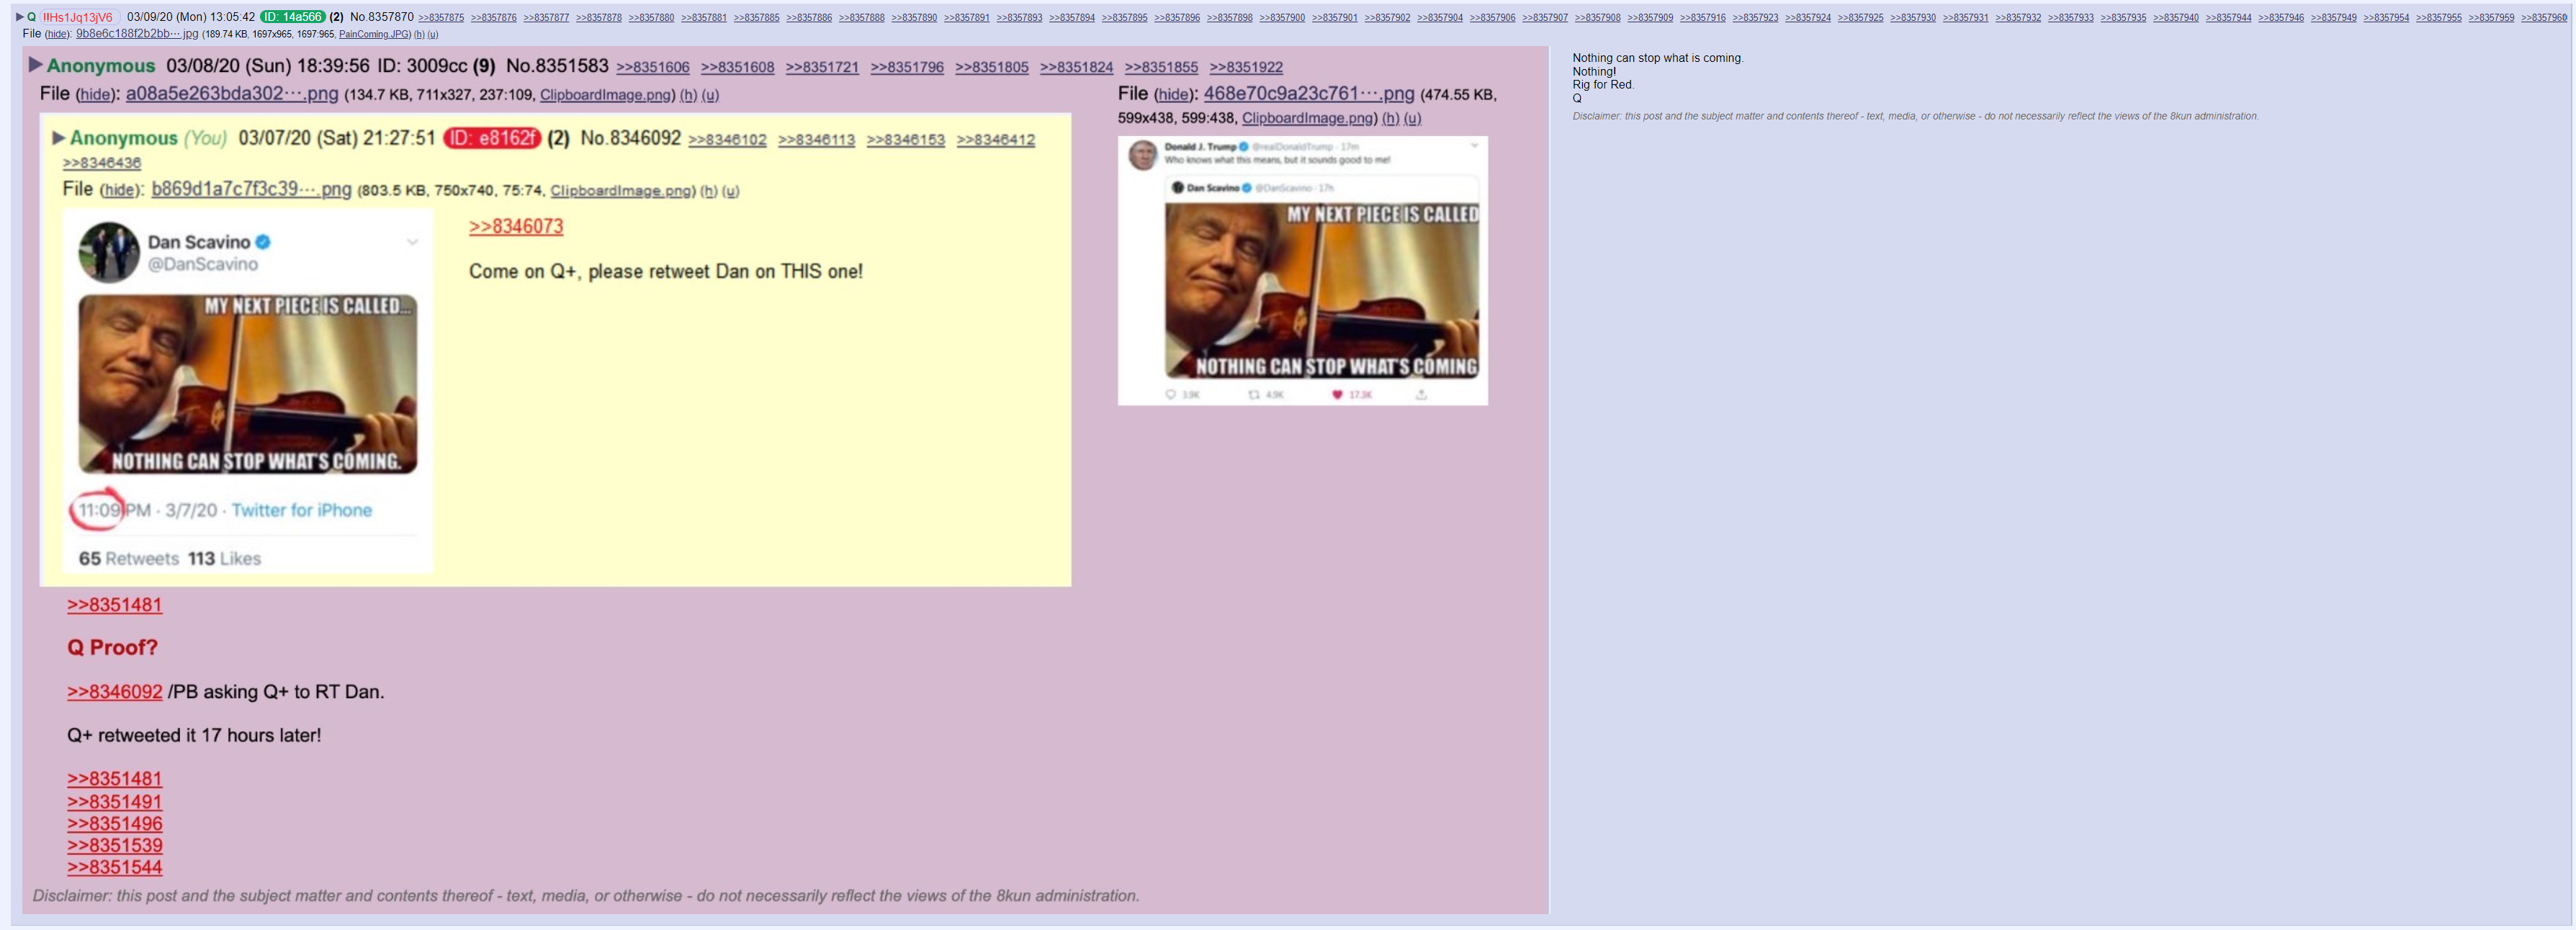 ▶ Q !!Hs1Jq13jV6 03/09/20 (Mon) 13:05:42 ID: 14a566 (2) No.8357870 >>8357875 >>8357876 >>8357877 >>8357878 >>8357880 >>8357881 >>8357885 >>8357886 >>8357888 >>8357890 >>8357891 >>8357893 >>8357894 >>8357895 >>8357896 >>8357898 >>8357900 >>8357901 >>8357902 >>8357904 >>8357906 >>8357907 >>8357908 >>8357909 >>8357916 >>8357923 >>8357924 >>8357925 >>8357930 >>8357931 >>8357932 >>8357933 >>8357935 >>8357940 >>8357944 >>8357946 >>8357949 >>8357954 >>8357955 >>8357959 >>8357960
File (hide): 9b8e6c188f2b2bb⋯.jpg (189.74 KB, 1697x965, 1697:965, PainComing.JPG) (h) (u)
▶ Anonymous 03/08/20 (Sun) 18:39:56 ID: 3009cc (9) No.8351583 >>8351606 >>8351608 >>8351721 >>8351796 >>8351805 >>8351824 >>8351855 >>8351922
File (hide): a08a5e263bda302⋯.png (134.7 KB, 711x327, 237:109, ClipboardImage.png) (h) (u)
▶ Anonymous (You) 03/07/20 (Sat) 21:27:51 ID: e8162f (2) No.8346092 >>8346102 >>8346113 >>8346153 >>8346412
>>8346436
File (hide): b869d1a7c7f3c39⋯.png (803.5 KB, 750x740, 75:74, ClipboardImage.png) (h) (u)
Dan Scavino
@DanScavino
MY NEXT PIECE IS CALLED...
NOTHING CAN STOP WHAT'S COMING.
11:09 PM · 3/7/20 · Twitter for iPhone
65 Retweets 113 Likes
>>8346073
Come on Q+, please retweet Dan on THIS one!
File (hide): 468e70c9a23c761⋯.png (474.55 KB,
599x438, 599:438, ClipboardImage.png) (h) (u)
Donald J. Trump @realDonaldTrump · 17m
Who knows what this means, but it sounds good to me!
Dan Scavino @DanScavino · 17h
MY NEXT PIECE IS CALLED
NOTHING CAN STOP WHAT'S COMING
3.9K 4.9K 17.3K
>>8351481
Q Proof?
>>8346092 /PB asking Q+ to RT Dan.
Q+ retweeted it 17 hours later!
>>8351481
>>8351491
>>8351496
>>8351539
>>8351544
Disclaimer: this post and the subject matter and contents thereof - text, media, or otherwise - do not necessarily reflect the views of the 8kun administration.
Nothing can stop what is coming.
Nothing!
Rig for Red.
Q
Disclaimer: this post and the subject matter and contents thereof - text, media, or otherwise - do not necessarily reflect the views of the 8kun administration.